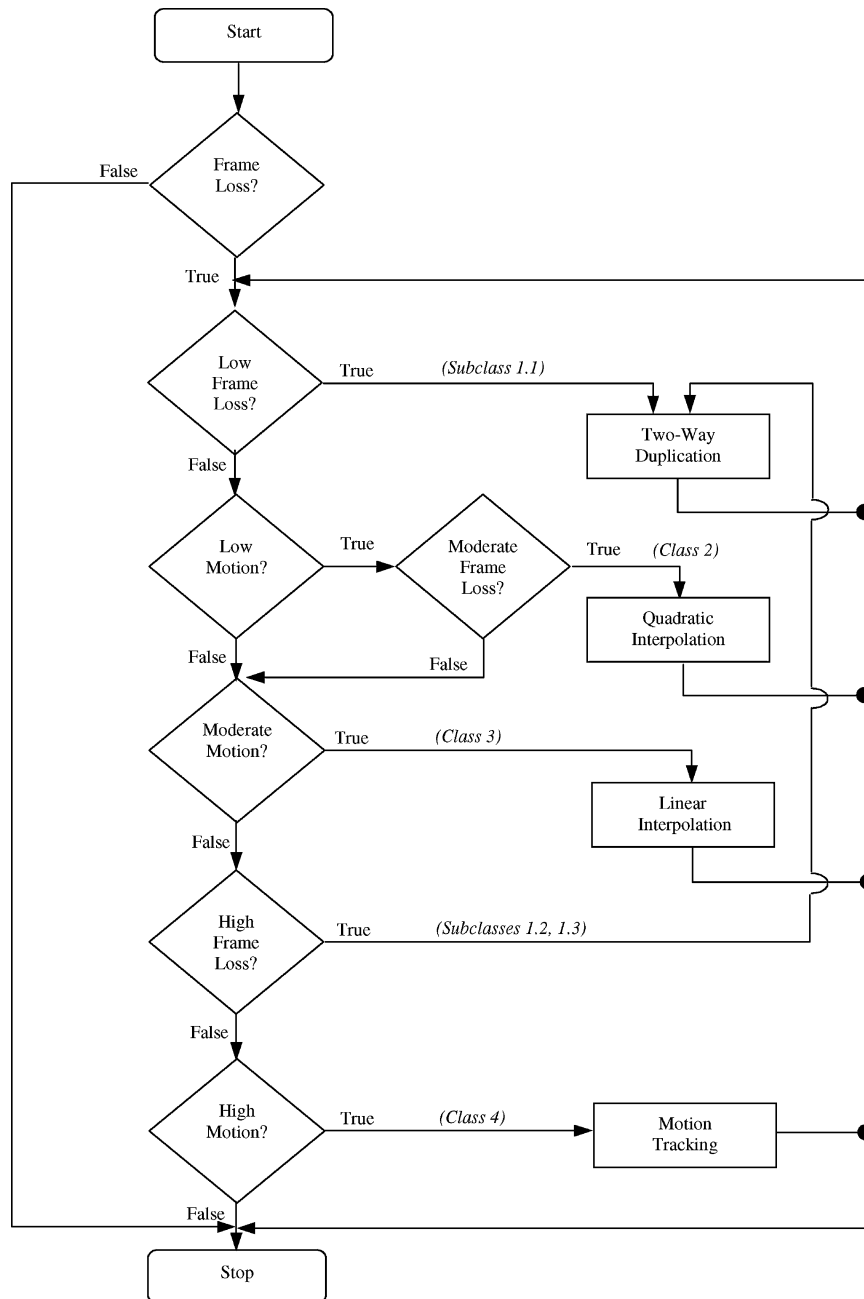 Start
Frame
Loss?
False
True
Low
Frame
Loss?
True
(Subclass 1.1)
Two-Way
Duplication
False
Low
Motion?
True
Moderate
Frame
Loss?
True
(Class 2)
Quadratic
Interpolation
False
False
Moderate
Motion?
True
(Class 3)
Linear
Interpolation
False
High
Frame
Loss?
True
(Subclasses 1.2, 1.3)
False
High
Motion?
True
(Class 4)
Motion
Tracking
False
Stop